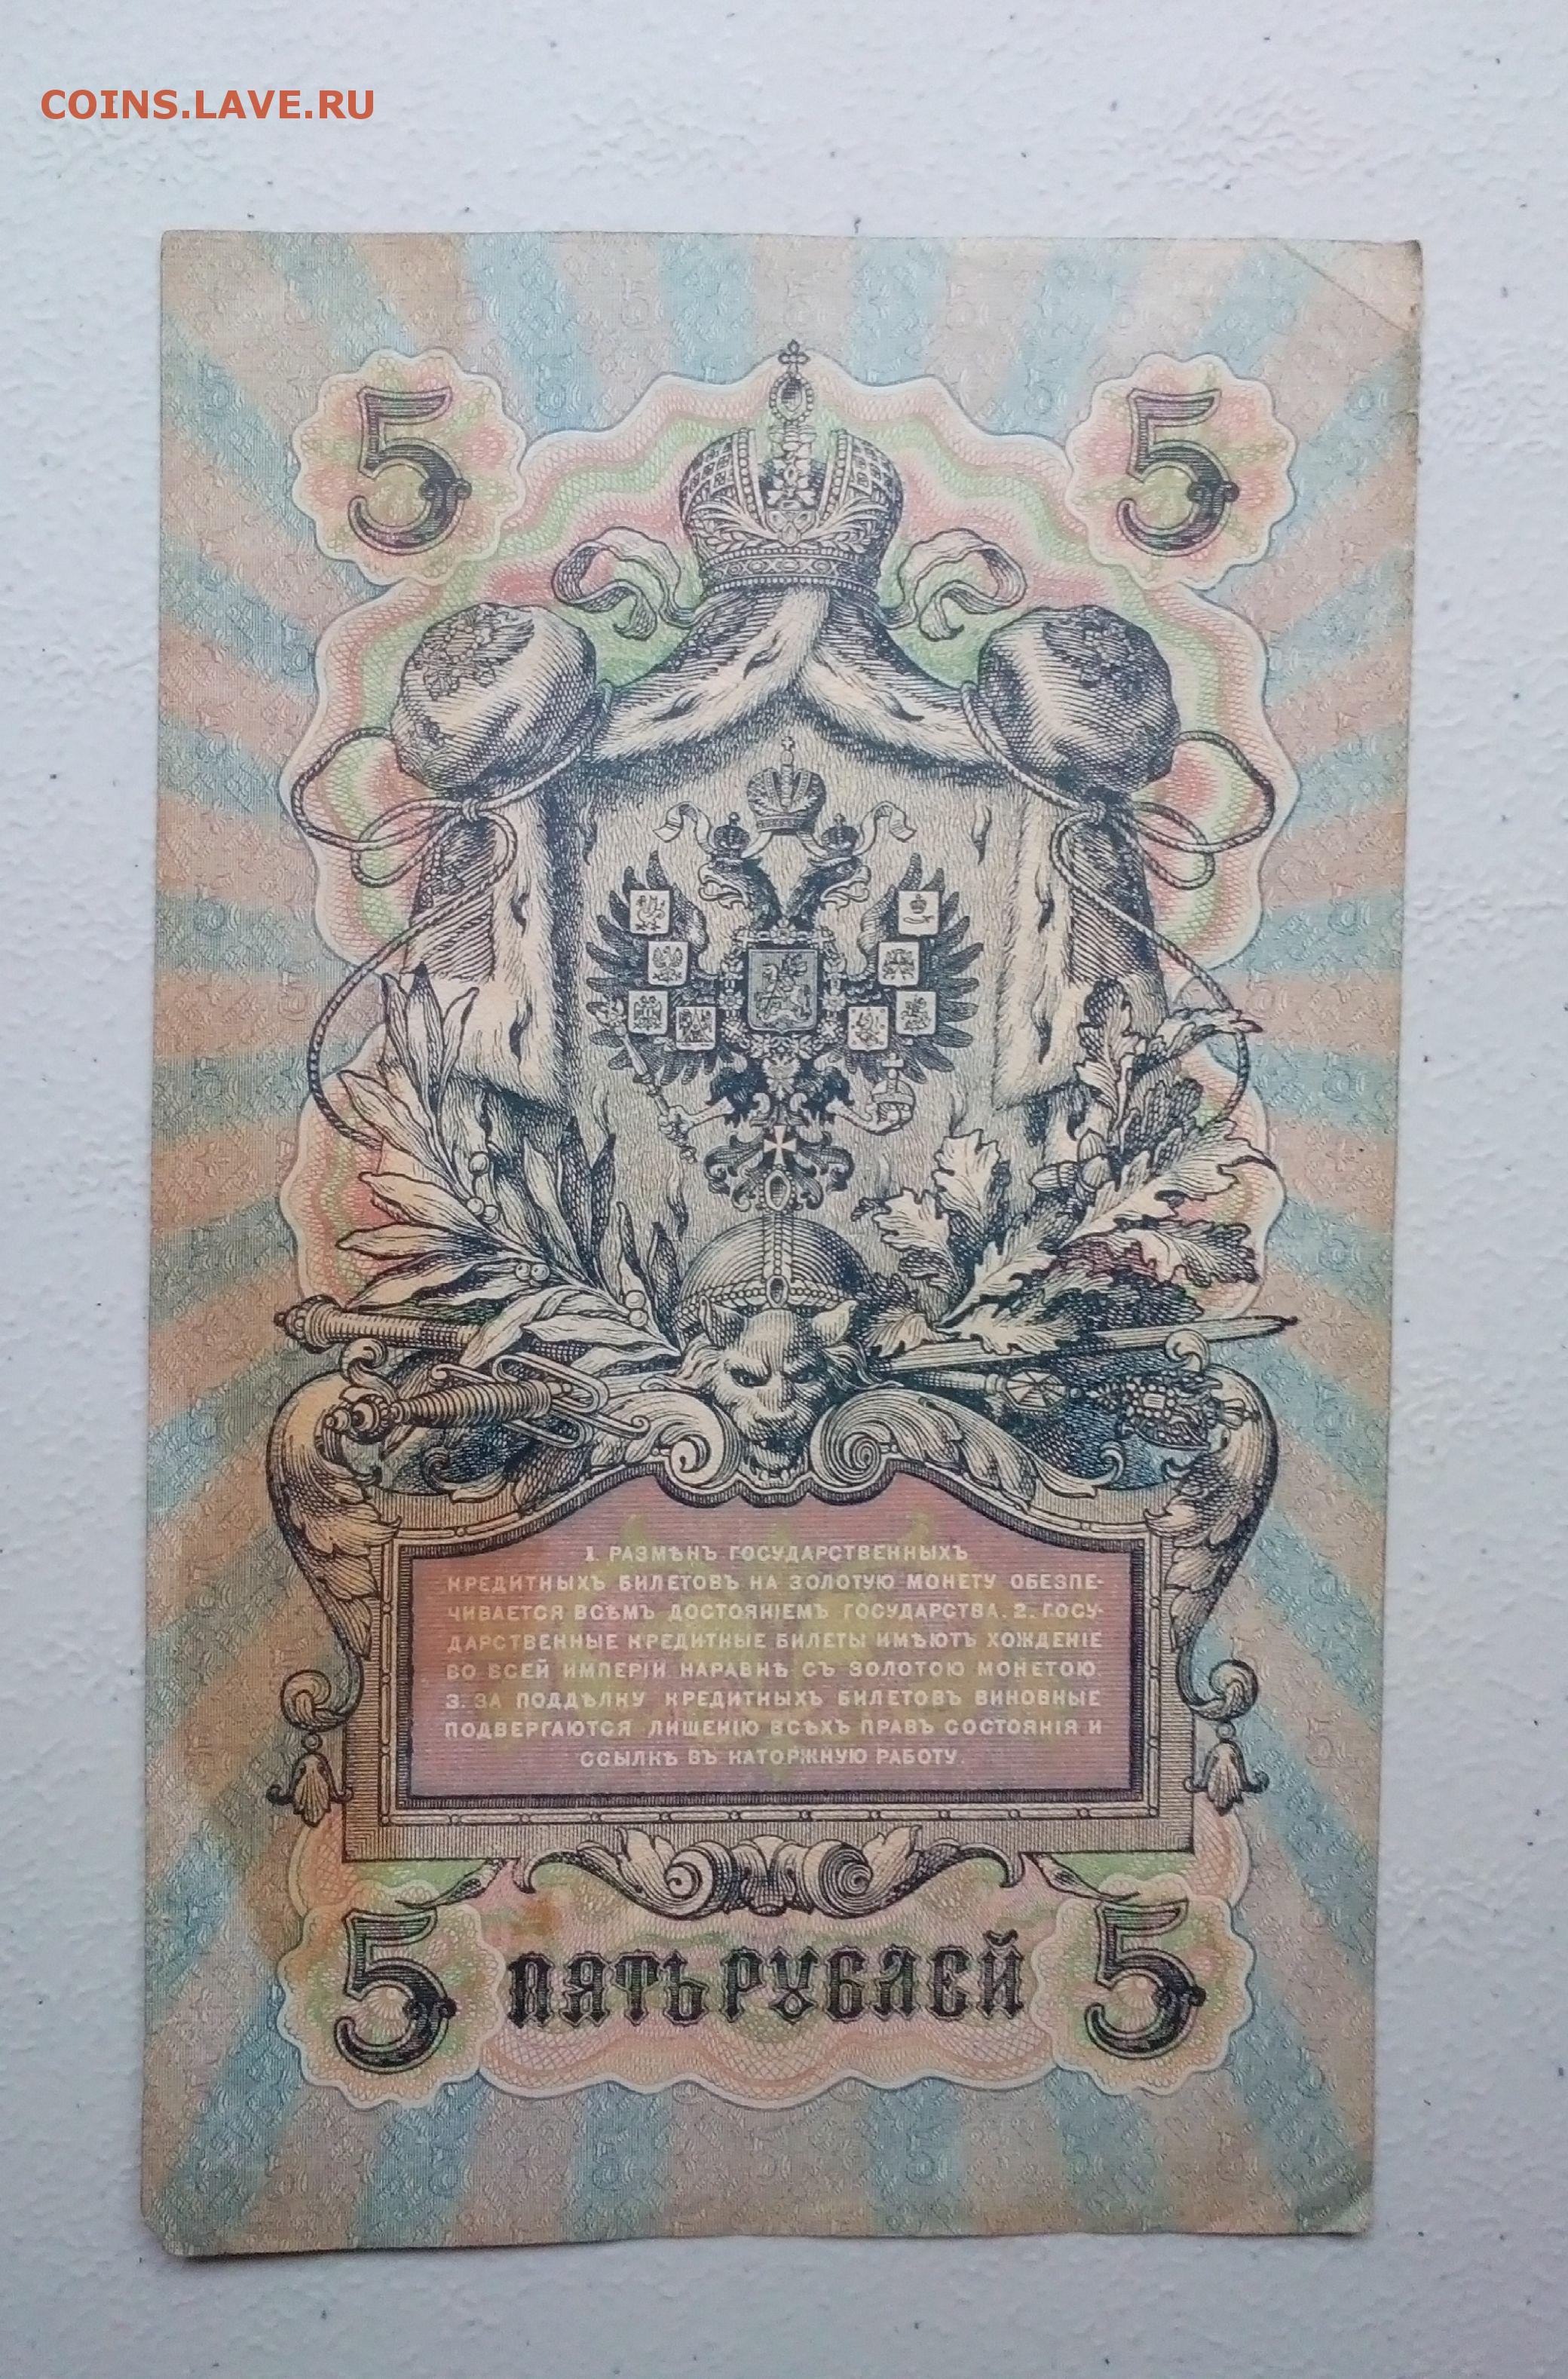 COINS.LAVE.RU
5 5
1. РАЗМѢНЪ ГОСУДАРСТВЕННЫХЪ
КРЕДИТНЫХЪ БИЛЕТОВЪ НА ЗОЛОТУЮ МОНЕТУ ОБЕЗПЕ-
ЧИВАЕТСЯ ВСѢМЪ ДОСТОЯНІЕМЪ ГОСУДАРСТВА. 2. ГОСУ-
ДАРСТВЕННЫЕ КРЕДИТНЫЕ БИЛЕТЫ ИМѢЮТЪ ХОЖДЕНІЕ
ВО ВСЕЙ ИМПЕРІИ НАРАВНѢ СЪ ЗОЛОТОЮ МОНЕТОЮ.
3. ЗА ПОДДѢЛКУ КРЕДИТНЫХЪ БИЛЕТОВЪ ВИНОВНЫЕ
ПОДВЕРГАЮТСЯ ЛИШЕНІЮ ВСѢХЪ ПРАВЪ СОСТОЯНІЯ И
ССЫЛКѢ ВЪ КАТОРЖНУЮ РАБОТУ.
5 ПЯТЬ РУБЛЕЙ 5